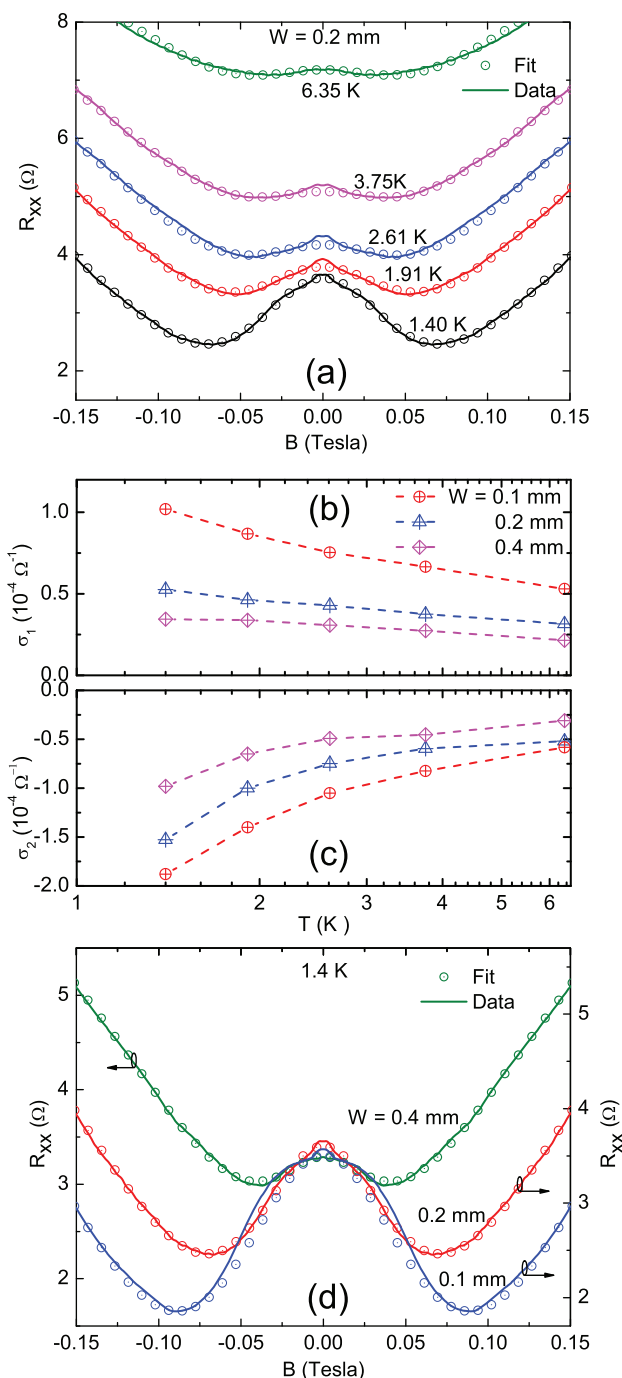 W = 0.2 mm
Fit
Data
6.35 K
3.75K
2.61 K
1.91 K
1.40 K
8
6
4
2
Rxx (Ω)
(a)
-0.15 -0.10 -0.05 0.00 0.05 0.10 0.15
B (Tesla)
(b)
W = 0.1 mm
0.2 mm
0.4 mm
1.0
0.5
0.0
σ1 (10⁻⁴ Ω⁻¹)
0.0
-0.5
-1.0
-1.5
-2.0
σ2 (10⁻⁴ Ω⁻¹)
(c)
1 2 3 4 5 6
T (K)
1.4 K
Fit
Data
W = 0.4 mm
0.2 mm
0.1 mm
5
4
3
2
Rxx (Ω)
5
4
3
2
Rxx (Ω)
(d)
-0.15 -0.10 -0.05 0.00 0.05 0.10 0.15
B (Tesla)